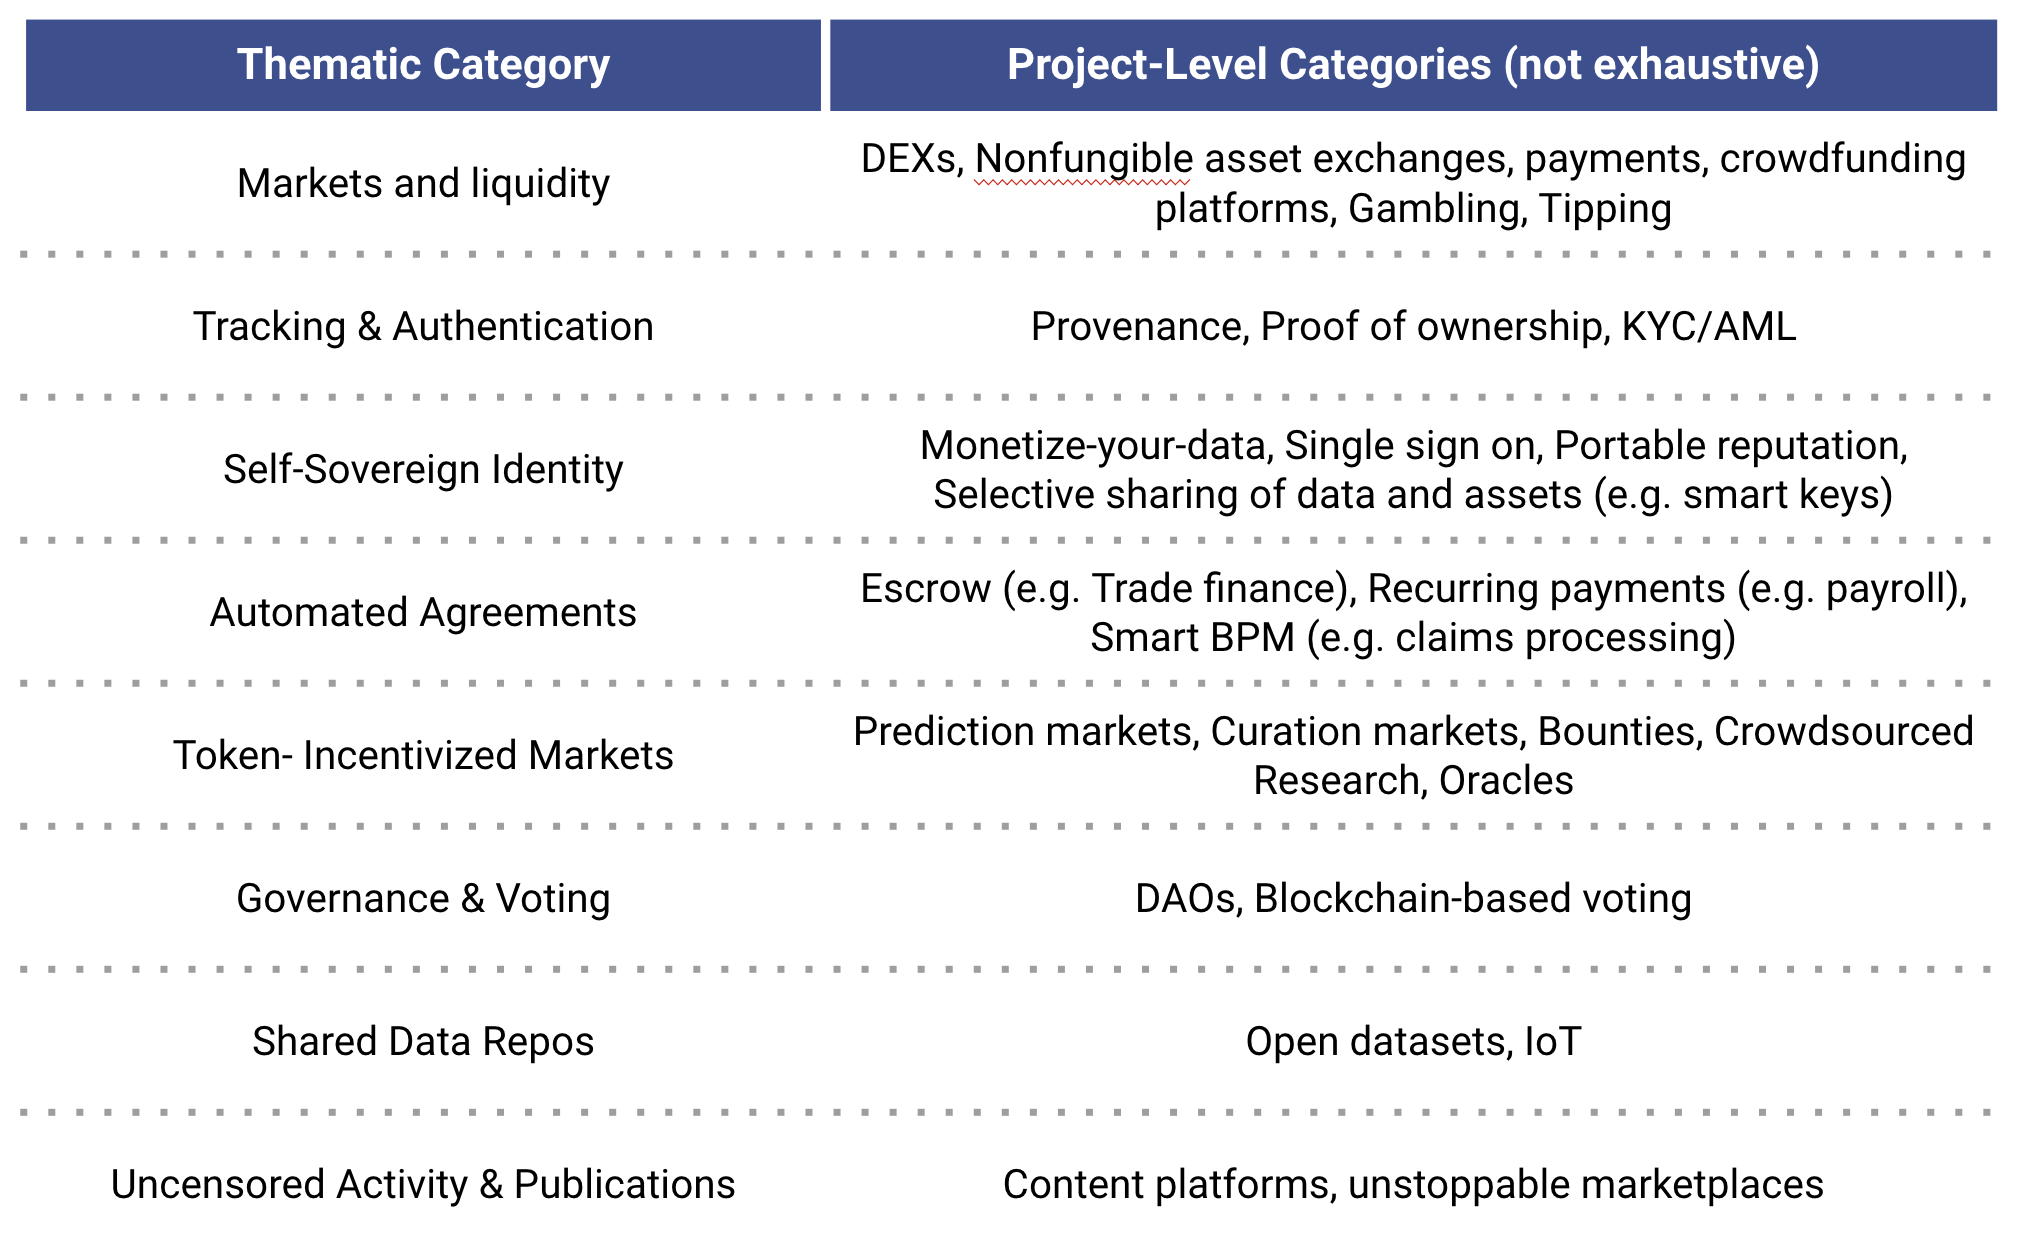 Thematic Category
Project-Level Categories (not exhaustive)
Markets and liquidity
DEXs, Nonfungible asset exchanges, payments, crowdfunding
platforms, Gambling, Tipping
Tracking & Authentication
Provenance, Proof of ownership, KYC/AML
Self-Sovereign Identity
Monetize-your-data, Single sign on, Portable reputation,
Selective sharing of data and assets (e.g. smart keys)
Automated Agreements
Escrow (e.g. Trade finance), Recurring payments (e.g. payroll),
Smart BPM (e.g. claims processing)
Token- Incentivized Markets
Prediction markets, Curation markets, Bounties, Crowdsourced
Research, Oracles
Governance & Voting
DAOs, Blockchain-based voting
Shared Data Repos
Open datasets, IoT
Uncensored Activity & Publications
Content platforms, unstoppable marketplaces